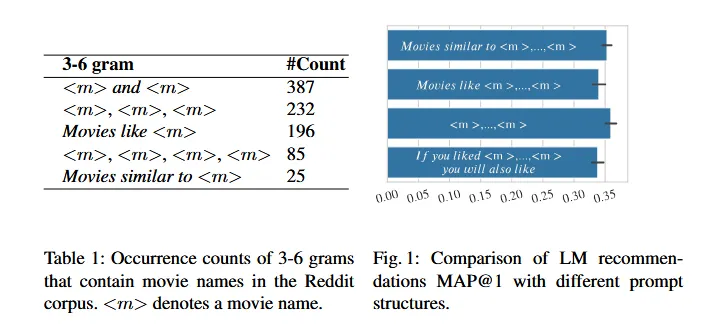 3-6 gram #Count
<m> and <m> 387
<m>, <m>, <m> 232
Movies like <m> 196
<m>, <m>, <m>, <m> 85
Movies similar to <m> 25
Table 1: Occurrence counts of 3-6 grams
that contain movie names in the Reddit
corpus. <m> denotes a movie name.
Movies similar to <m>,...,<m>
Movies like <m>,...,<m>
<m>,...,<m>
If you liked <m>,...,<m>
you will also like
0.00 0.05 0.10 0.15 0.20 0.25 0.30 0.35
Fig. 1: Comparison of LM recommen-
dations MAP@1 with different prompt
structures.